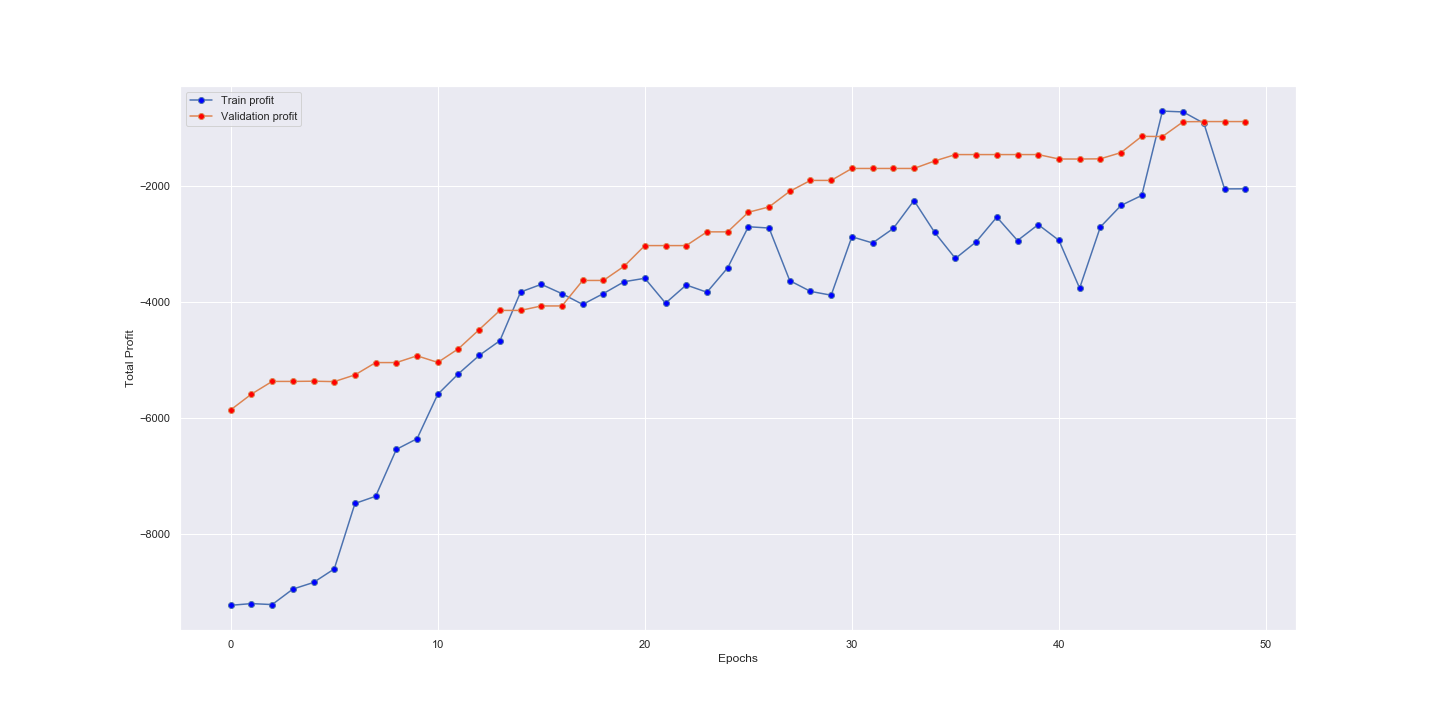 Train profit
Validation profit
−2000
−4000
−6000
−8000
Total Profit
0 10 20 30 40 50
Epochs